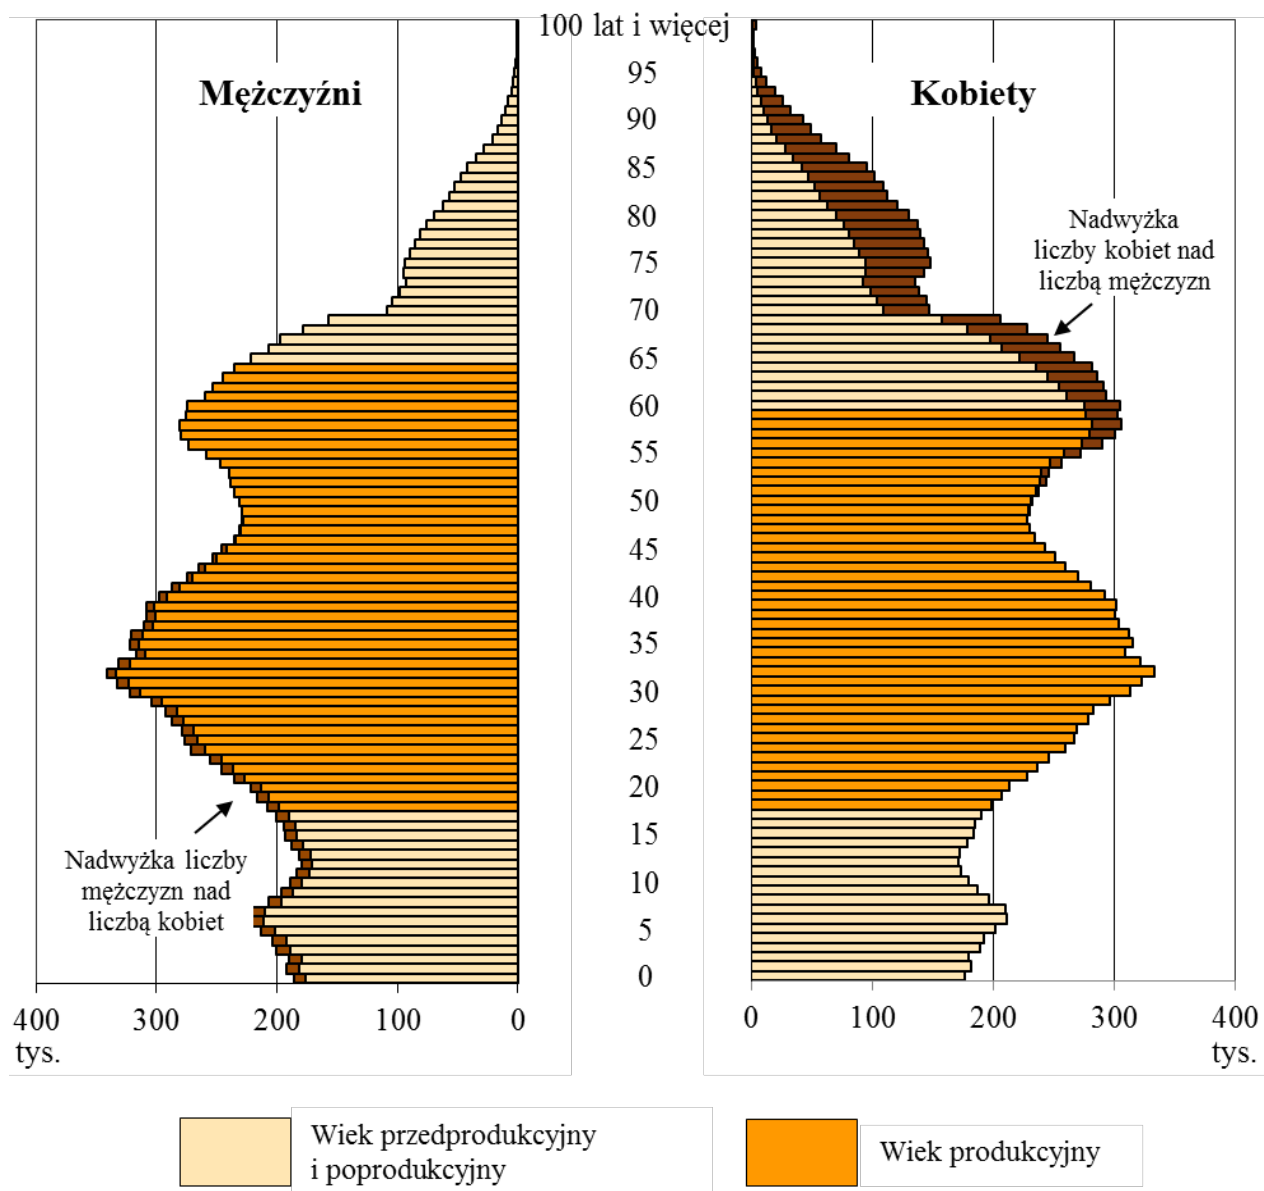 100 lat i więcej
Mężczyźni
Kobiety
95
90
85
80
75
70
65
60
55
50
45
40
35
30
25
20
15
10
5
0
Nadwyżka
liczby kobiet nad
liczbą mężczyzn
Nadwyżka liczby
mężczyzn nad
liczbą kobiet
400 300 200 100 0
tys.
0 100 200 300 400
tys.
Wiek przedprodukcyjny
i poprodukcyjny
Wiek produkcyjny